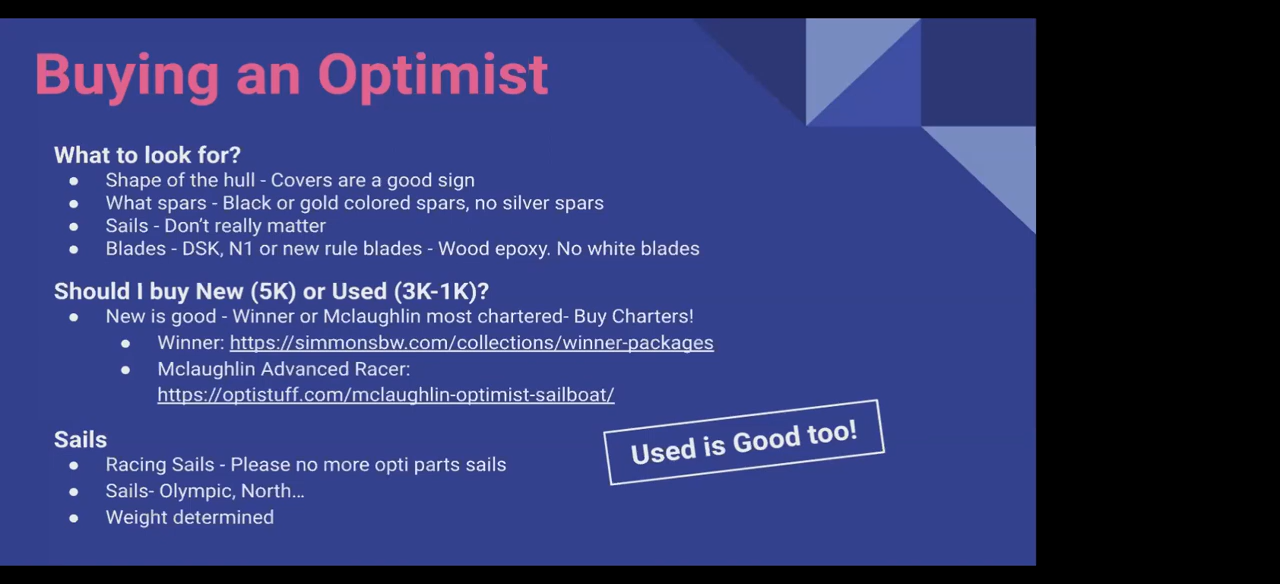 Buying an Optimist
What to look for?
● Shape of the hull - Covers are a good sign
● What spars - Black or gold colored spars, no silver spars
● Sails - Don't really matter
● Blades - DSK, N1 or new rule blades - Wood epoxy. No white blades
Should I buy New (5K) or Used (3K-1K)?
● New is good - Winner or Mclaughlin most chartered- Buy Charters!
● Winner: https://simmonsbw.com/collections/winner-packages
● Mclaughlin Advanced Racer:
https://optistuff.com/mclaughlin-optimist-sailboat/
Sails
● Racing Sails - Please no more opti parts sails
● Sails- Olympic, North...
● Weight determined
Used is Good too!